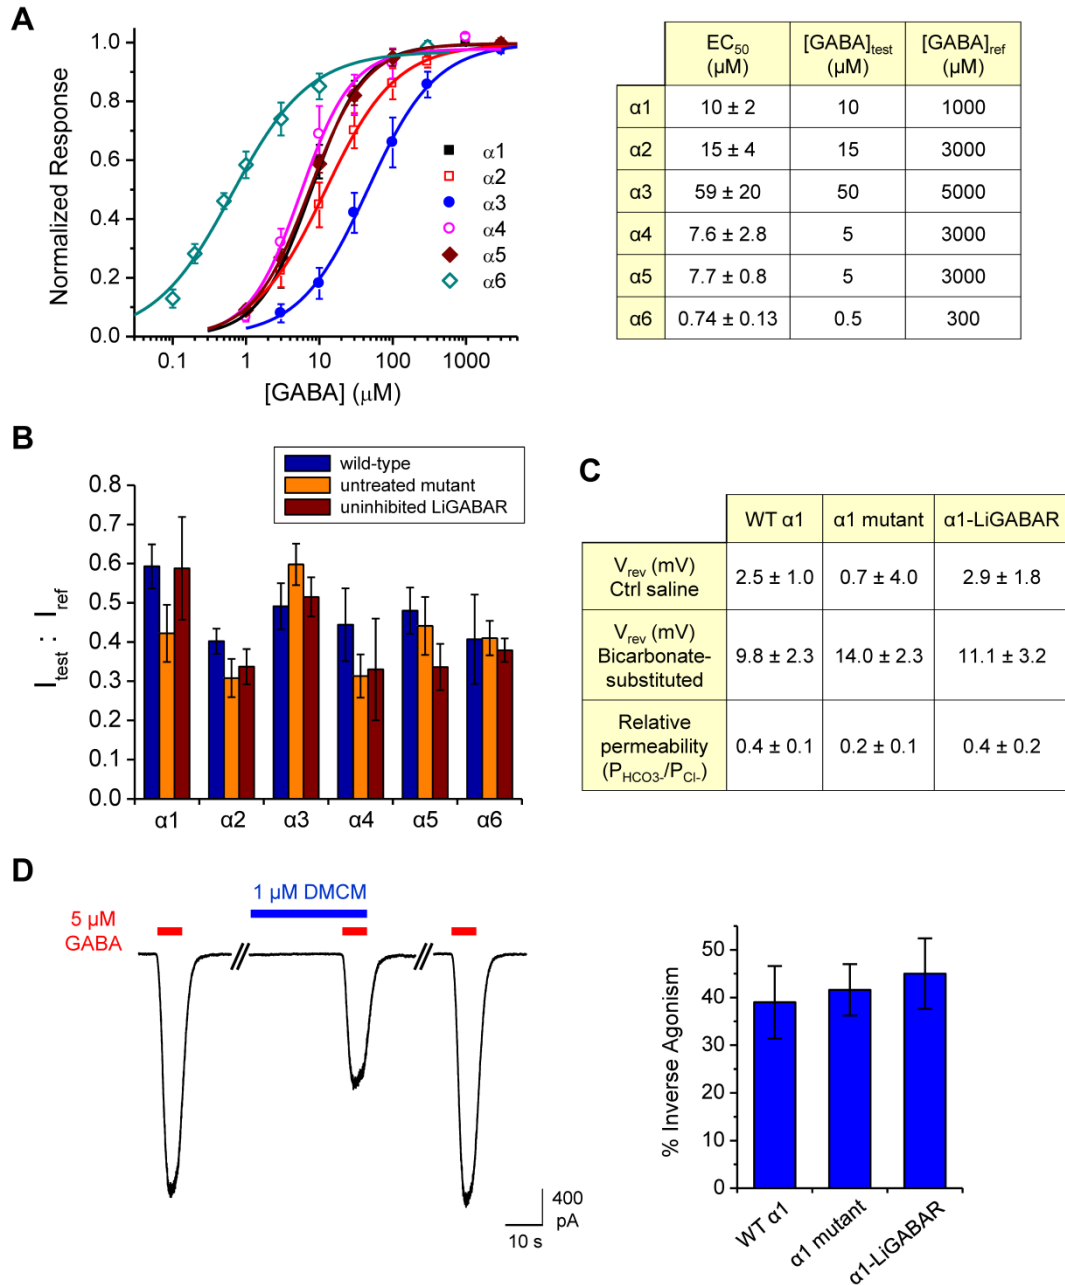 A
Normalized Response
1.0
0.8
0.6
0.4
0.2
0.0
0.1
1
10
100
1000
[GABA] (μM)
α1
α2
α3
α4
α5
α6
EC50 (μM) [GABA]test (μM) [GABA]ref (μM)
α1 10 ± 2 10 1000
α2 15 ± 4 15 3000
α3 59 ± 20 50 5000
α4 7.6 ± 2.8 5 3000
α5 7.7 ± 0.8 5 3000
α6 0.74 ± 0.13 0.5 300
B
wild-type
untreated mutant
uninhibited LiGABAR
Itest : Iref
0.8
0.7
0.6
0.5
0.4
0.3
0.2
0.1
0.0
α1 α2 α3 α4 α5 α6
C
WT α1 α1 mutant α1-LiGABAR
Vrev (mV)
Ctrl saline
2.5 ± 1.0 0.7 ± 4.0 2.9 ± 1.8
Vrev (mV)
Bicarbonate-
substituted
9.8 ± 2.3 14.0 ± 2.3 11.1 ± 3.2
Relative
permeability
(PHCO3-/PCl-)
0.4 ± 0.1 0.2 ± 0.1 0.4 ± 0.2
D
1 μM DMCM
5 μM
GABA
400
pA
10 s
% Inverse Agonism
50
40
30
20
10
0
WT α1
α1 mutant
α1-LiGABAR